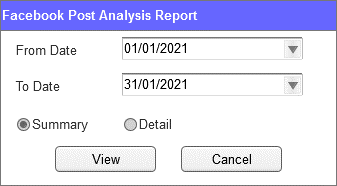 Facebook Post Analysis Report
From Date 01/01/2021
To Date 31/01/2021
Summary Detail
View Cancel